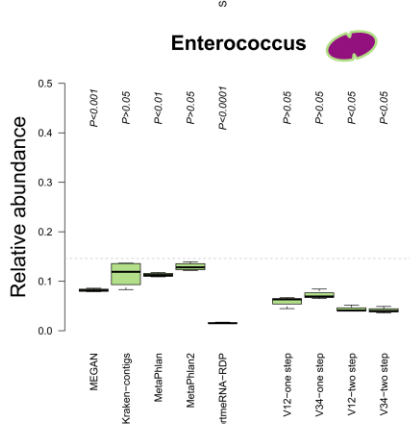 s
Enterococcus
Relative abundance
0.5
0.4
0.3
0.2
0.1
0.0
P<0.001
P>0.05
P<0.01
P>0.05
P<0.0001
P>0.05
P>0.05
P<0.05
P<0.05
MEGAN
Kraken-contigs
MetaPhlan
MetaPhlan2
ortmeRNA-RDP
V12-one step
V34-one step
V12-two step
V34-two step